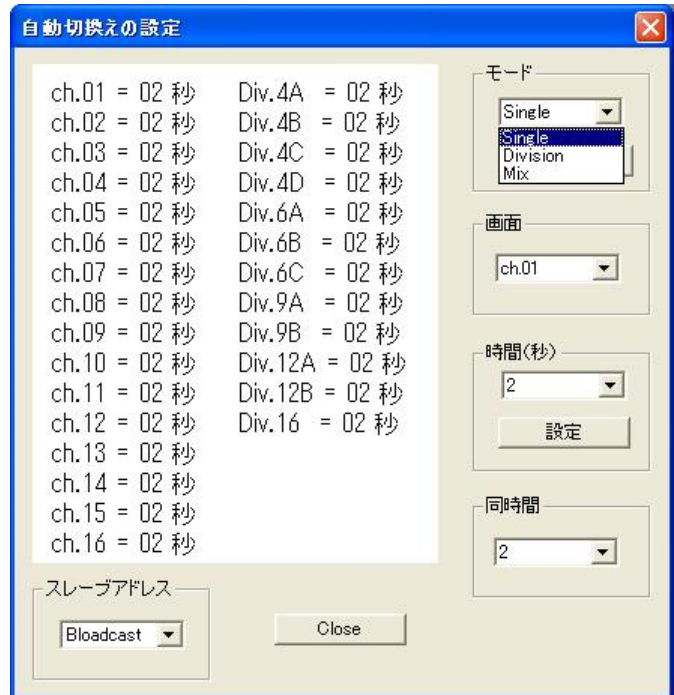 自動切換えの設定
ch.01 = 02 秒 Div.4A = 02 秒
ch.02 = 02 秒 Div.4B = 02 秒
ch.03 = 02 秒 Div.4C = 02 秒
ch.04 = 02 秒 Div.4D = 02 秒
ch.05 = 02 秒 Div.6A = 02 秒
ch.06 = 02 秒 Div.6B = 02 秒
ch.07 = 02 秒 Div.6C = 02 秒
ch.08 = 02 秒 Div.9A = 02 秒
ch.09 = 02 秒 Div.9B = 02 秒
ch.10 = 02 秒 Div.12A = 02 秒
ch.11 = 02 秒 Div.12B = 02 秒
ch.12 = 02 秒 Div.16 = 02 秒
ch.13 = 02 秒
ch.14 = 02 秒
ch.15 = 02 秒
ch.16 = 02 秒
モード
Single
Single
Division
Mix
画面
ch.01
時間(秒)
2
設定
同時間
2
スレーブアドレス
Bloadcast
Close